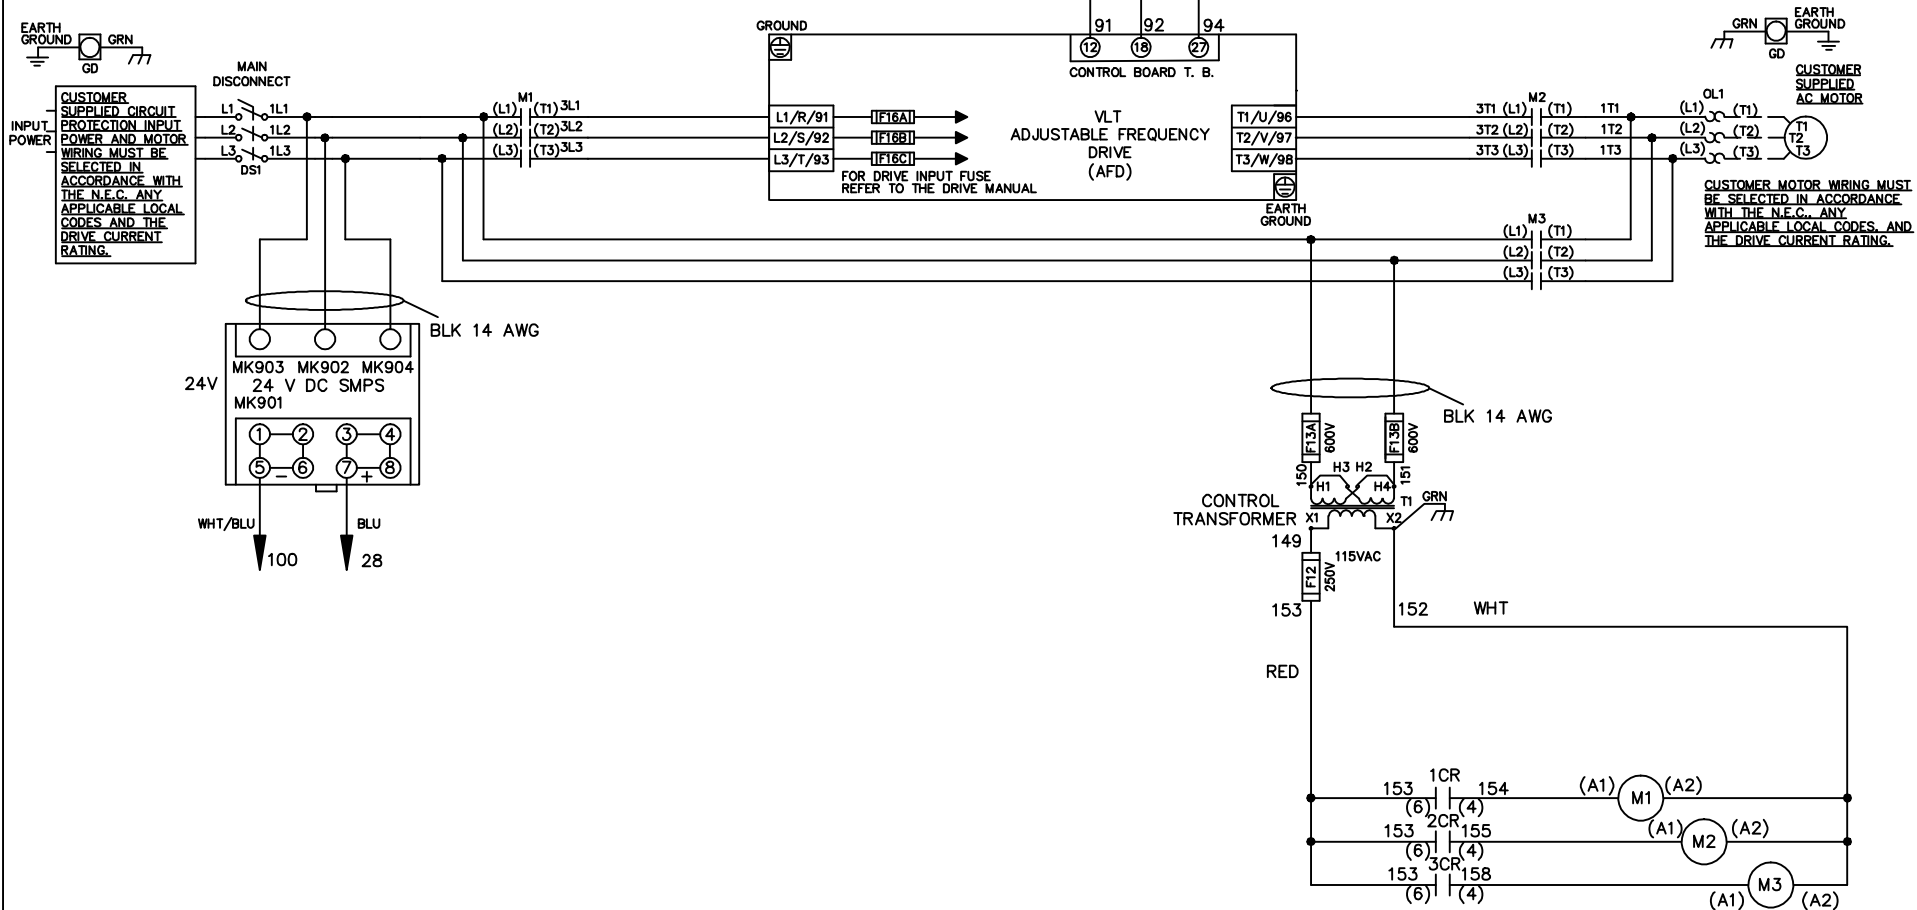 EARTH
GROUND
GRN
GD
MAIN
DISCONNECT
INPUT
POWER
CUSTOMER
SUPPLIED CIRCUIT
PROTECTION INPUT
POWER AND MOTOR
WIRING MUST BE
SELECTED IN
ACCORDANCE WITH
THE N.E.C. ANY
APPLICABLE LOCAL
CODES AND THE
DRIVE CURRENT
RATING.
L1 1L1
L2 1L2
L3 1L3
DS1
M1
(L1) (T1) 3L1
(L2) (T2) 3L2
(L3) (T3) 3L3
GROUND
91 92 94
12 18 27
CONTROL BOARD T. B.
L1/R/91 F16A
L2/S/92 F16B
L3/T/93 F16C
FOR DRIVE INPUT FUSE
REFER TO THE DRIVE MANUAL
VLT
ADJUSTABLE FREQUENCY
DRIVE
(AFD)
T1/U/96
T2/V/97
T3/W/98
EARTH
GROUND
M2
3T1 (L1) (T1) 1T1
3T2 (L2) (T2) 1T2
3T3 (L3) (T3) 1T3
M3
(L1) (T1)
(L2) (T2)
(L3) (T3)
GRN
EARTH
GROUND
GD
CUSTOMER
SUPPLIED
AC MOTOR
OL1
(L1) (T1)
(L2) (T2)
(L3) (T3)
T1
T2
T3
CUSTOMER MOTOR WIRING MUST
BE SELECTED IN ACCORDANCE
WITH THE N.E.C., ANY
APPLICABLE LOCAL CODES, AND
THE DRIVE CURRENT RATING.
BLK 14 AWG
MK903 MK902 MK904
24V 24 V DC SMPS
MK901
1 2 3 4
5 6 7 8
− +
WHT/BLU BLU
100 28
BLK 14 AWG
F13A 600V F13B 600V
150 H3 H2 151
H1 H4
T1 GRN
CONTROL
TRANSFORMER X1 X2
149
115VAC
F12 250V
153 152 WHT
RED
1CR
153 154 (A1) M1 (A2)
(6) (4)
2CR
153 155 (A1) M2 (A2)
(6) (4)
3CR
153 158 M3
(6) (4) (A1) (A2)